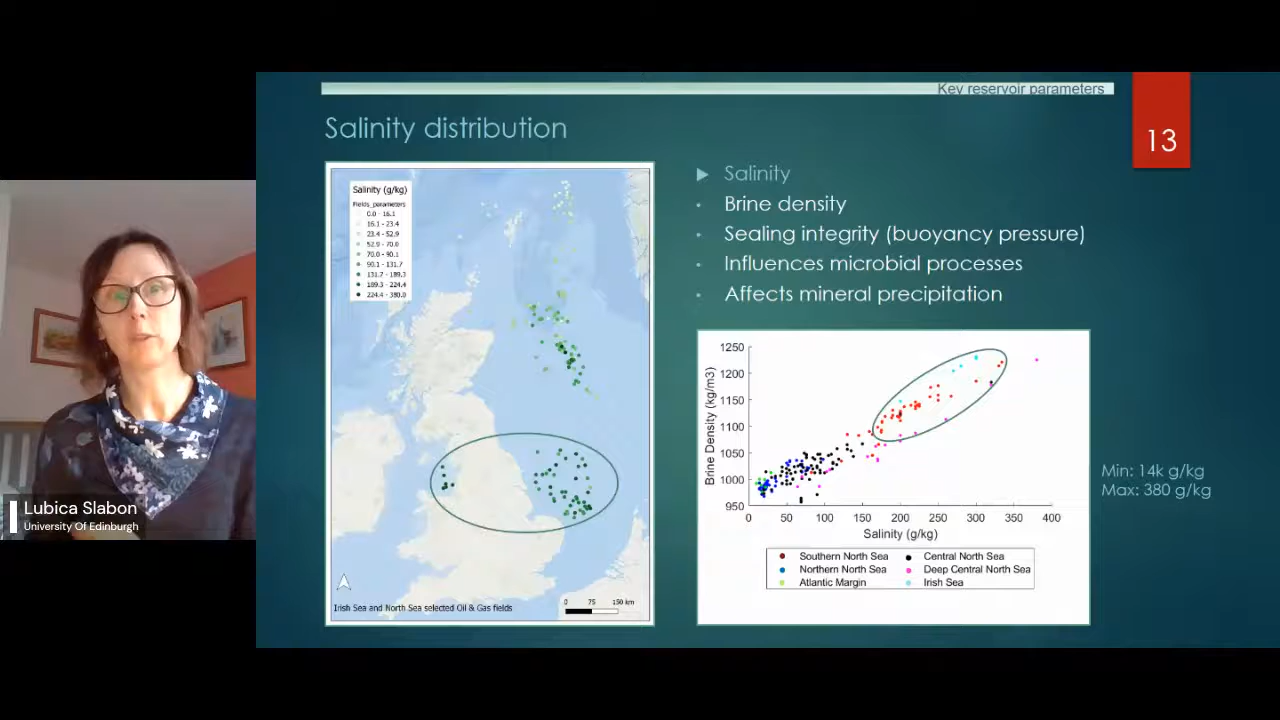 Key reservoir parameters
13
Salinity distribution
Salinity (g/kg)
Fields_parameters
0.0 - 16.1
16.1 - 23.4
23.4 - 52.9
52.9 - 70.0
70.0 - 90.1
90.1 - 131.7
131.7 - 189.3
189.3 - 224.4
224.4 - 380.0
Irish Sea and North Sea selected Oil & Gas fields
0 75 150 km
Salinity
Brine density
Sealing integrity (buoyancy pressure)
Influences microbial processes
Affects mineral precipitation
Brine Density (kg/m3)
1250
1200
1150
1100
1050
1000
950
0 50 100 150 200 250 300 350 400
Salinity (g/kg)
Southern North Sea
Central North Sea
Northern North Sea
Deep Central North Sea
Atlantic Margin
Irish Sea
Min: 14k g/kg
Max: 380 g/kg
Lubica Slabon
University Of Edinburgh